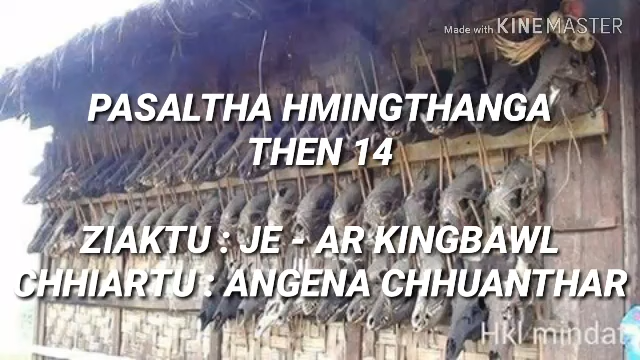 Made with KINEMASTER
PASALTHA HMINGTHANGA
THEN 14
ZIAKTU : JE - AR KINGBAWL
CHHIARTU : ANGENA CHHUANTHAR
Hkl mindat